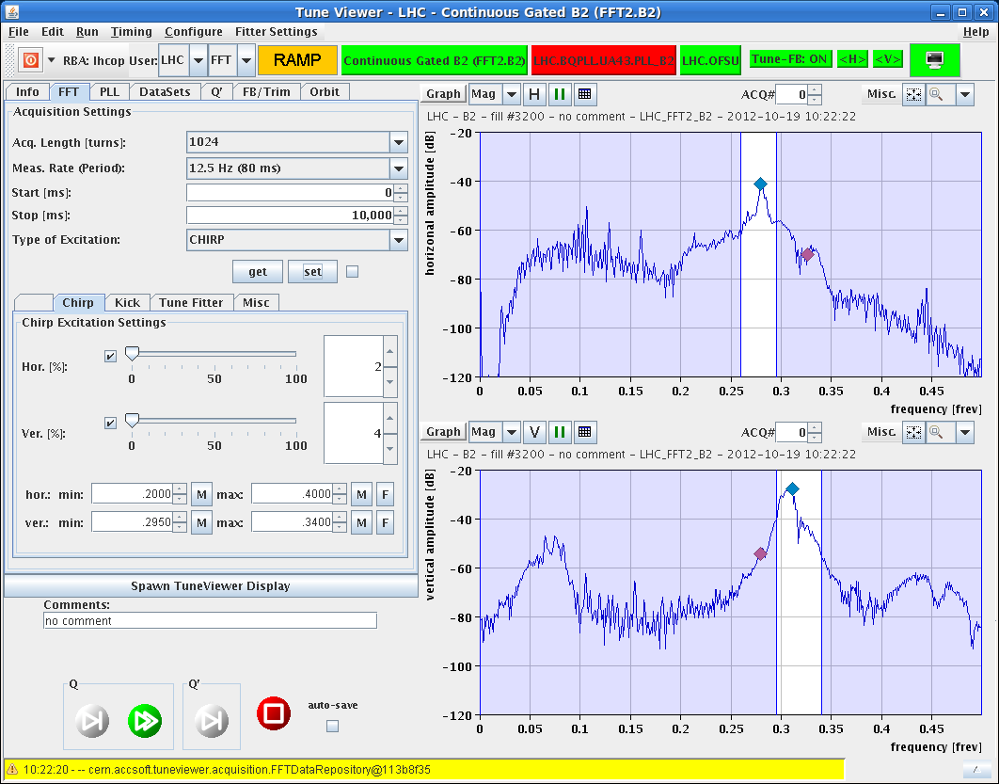 Tune Viewer - LHC - Continuous Gated B2 (FFT2.B2)
File Edit Run Timing Configure Fitter Settings Help
RBA: lhcop User: LHC FFT RAMP Continuous Gated B2 (FFT2.B2) LHC.BQPLL.UA43.PLL_B2 LHC.OFSU Tune-FB: ON <H> <V>
Info FFT PLL DataSets Q' FB/Trim Orbit
Acquisition Settings
Acq. Length [turns]: 1024
Meas. Rate (Period): 12.5 Hz (80 ms)
Start [ms]: 0
Stop [ms]: 10,000
Type of Excitation: CHIRP
get set
Chirp Kick Tune Fitter Misc
Chirp Excitation Settings
Hor. [%]: 2
0 50 100
Ver. [%]: 4
0 50 100
hor.: min: .2000 M max: .4000 M F
ver.: min: .2950 M max: .3400 M F
Spawn TuneViewer Display
Comments:
no comment
Q Q'
auto-save
Graph Mag H ACQ# 0 Misc.
LHC - B2 - fill #3200 - no comment - LHC_FFT2_B2 - 2012-10-19 10:22:22
horizonal amplitude [dB]
-20
-40
-60
-80
-100
-120
0 0.05 0.1 0.15 0.2 0.25 0.3 0.35 0.4 0.45
frequency [frev]
Graph Mag V ACQ# 0 Misc.
LHC - B2 - fill #3200 - no comment - LHC_FFT2_B2 - 2012-10-19 10:22:22
vertical amplitude [dB]
-20
-40
-60
-80
-100
-120
0 0.05 0.1 0.15 0.2 0.25 0.3 0.35 0.4 0.45
frequency [frev]
10:22:20 - -- cern.accsoft.tuneviewer.acquisition.FFTDataRepository@113b8f35